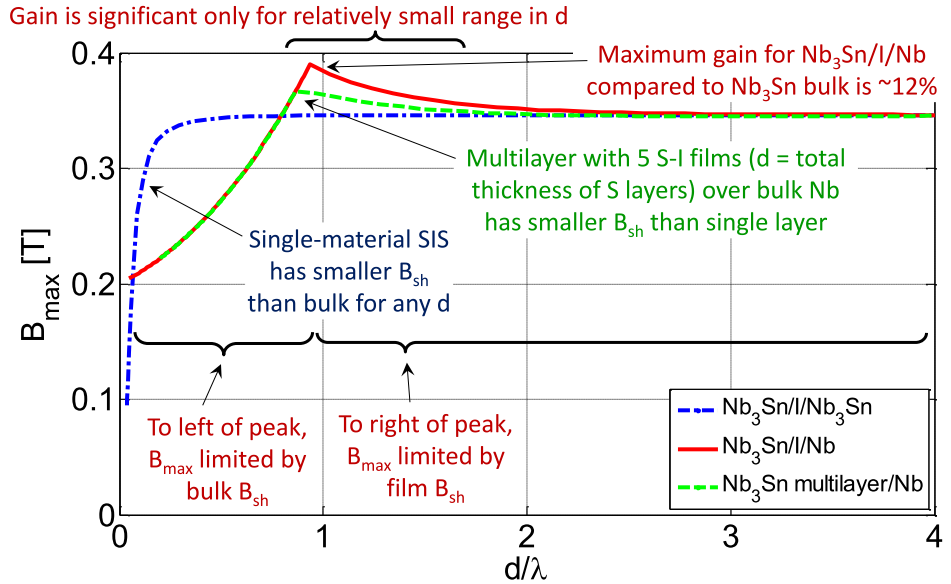 Gain is significant only for relatively small range in d
Maximum gain for Nb₃Sn/I/Nb
compared to Nb₃Sn bulk is ~12%
Multilayer with 5 S-I films (d = total
thickness of S layers) over bulk Nb
has smaller Bₛₕ than single layer
Single-material SIS
has smaller Bₛₕ
than bulk for any d
To left of peak,
Bₘₐₓ limited by
bulk Bₛₕ
To right of peak,
Bₘₐₓ limited by
film Bₛₕ
Nb₃Sn/I/Nb₃Sn
Nb₃Sn/I/Nb
Nb₃Sn multilayer/Nb
Bₘₐₓ [T]
0.4
0.3
0.2
0.1
0
0
1
2
3
4
d/λ